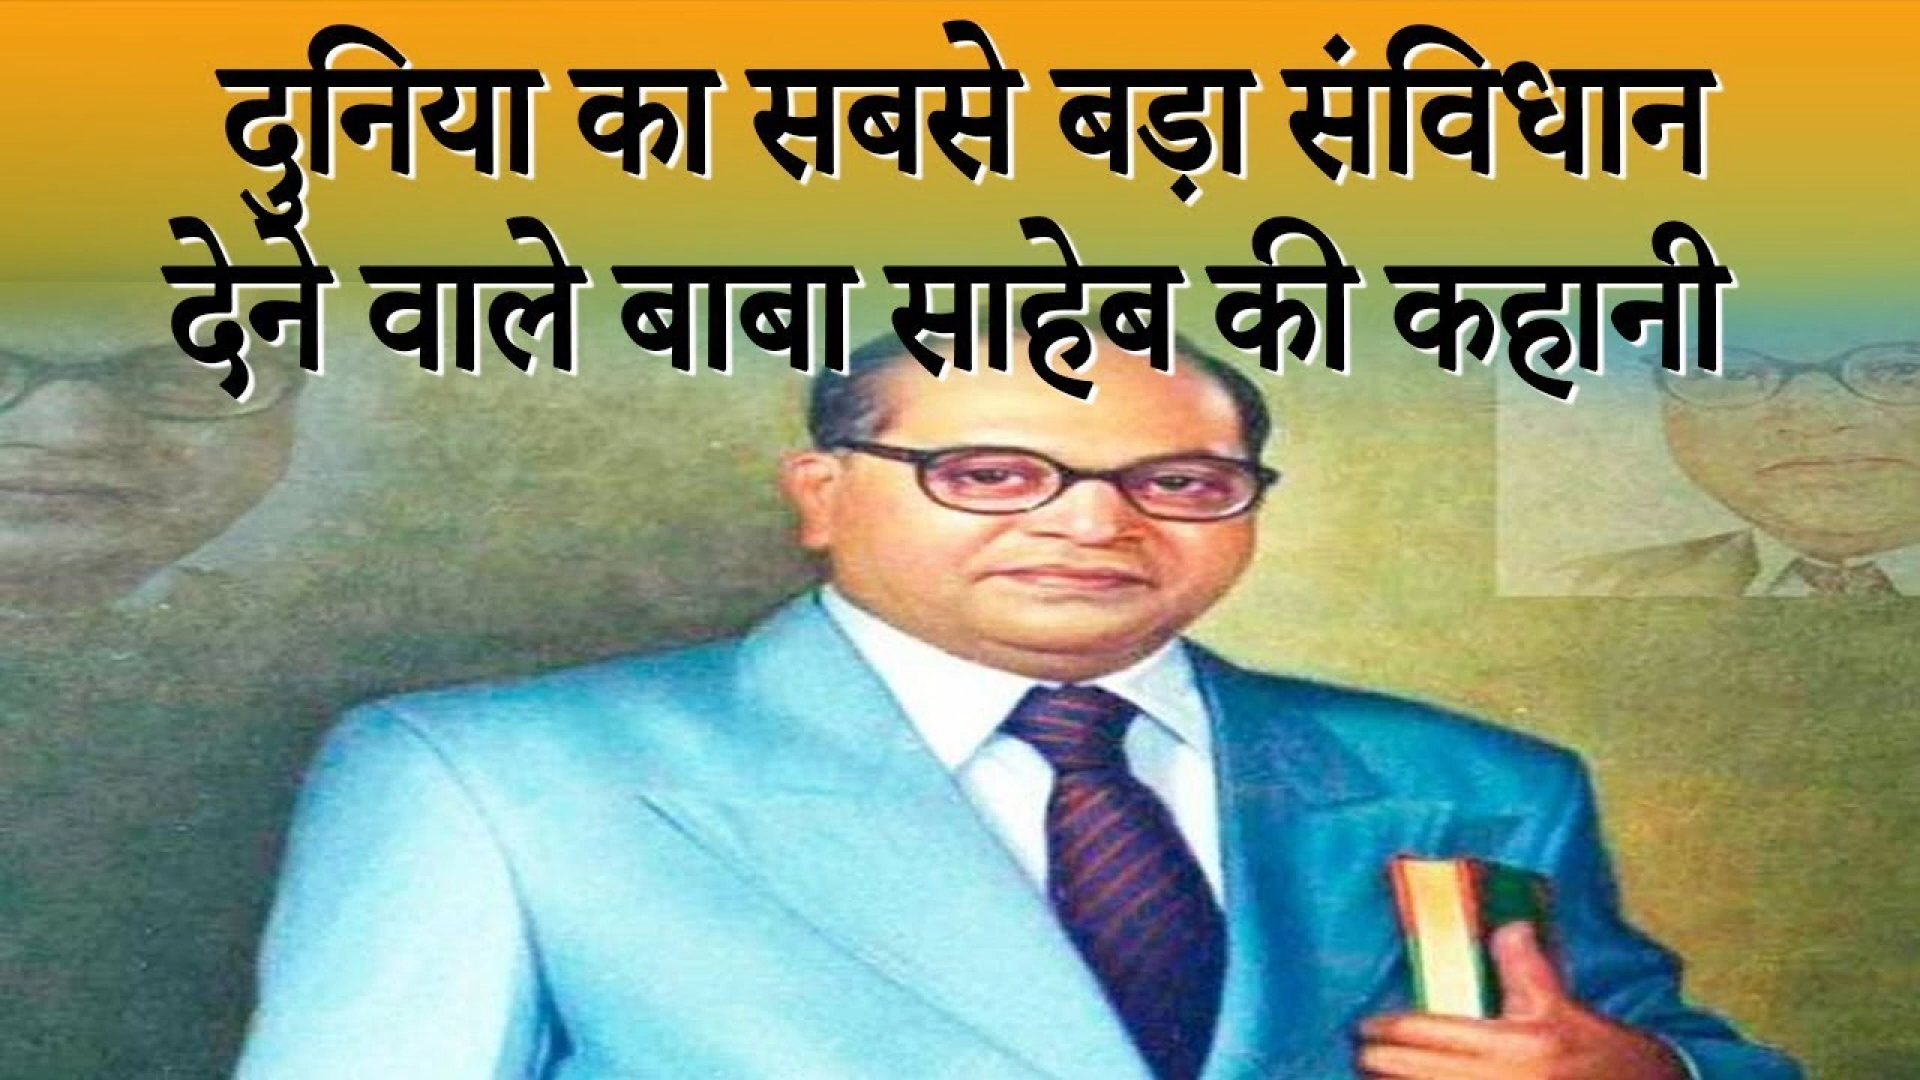 दुनिया का सबसे बड़ा संविधान
देने वाले बाबा साहेब की कहानी